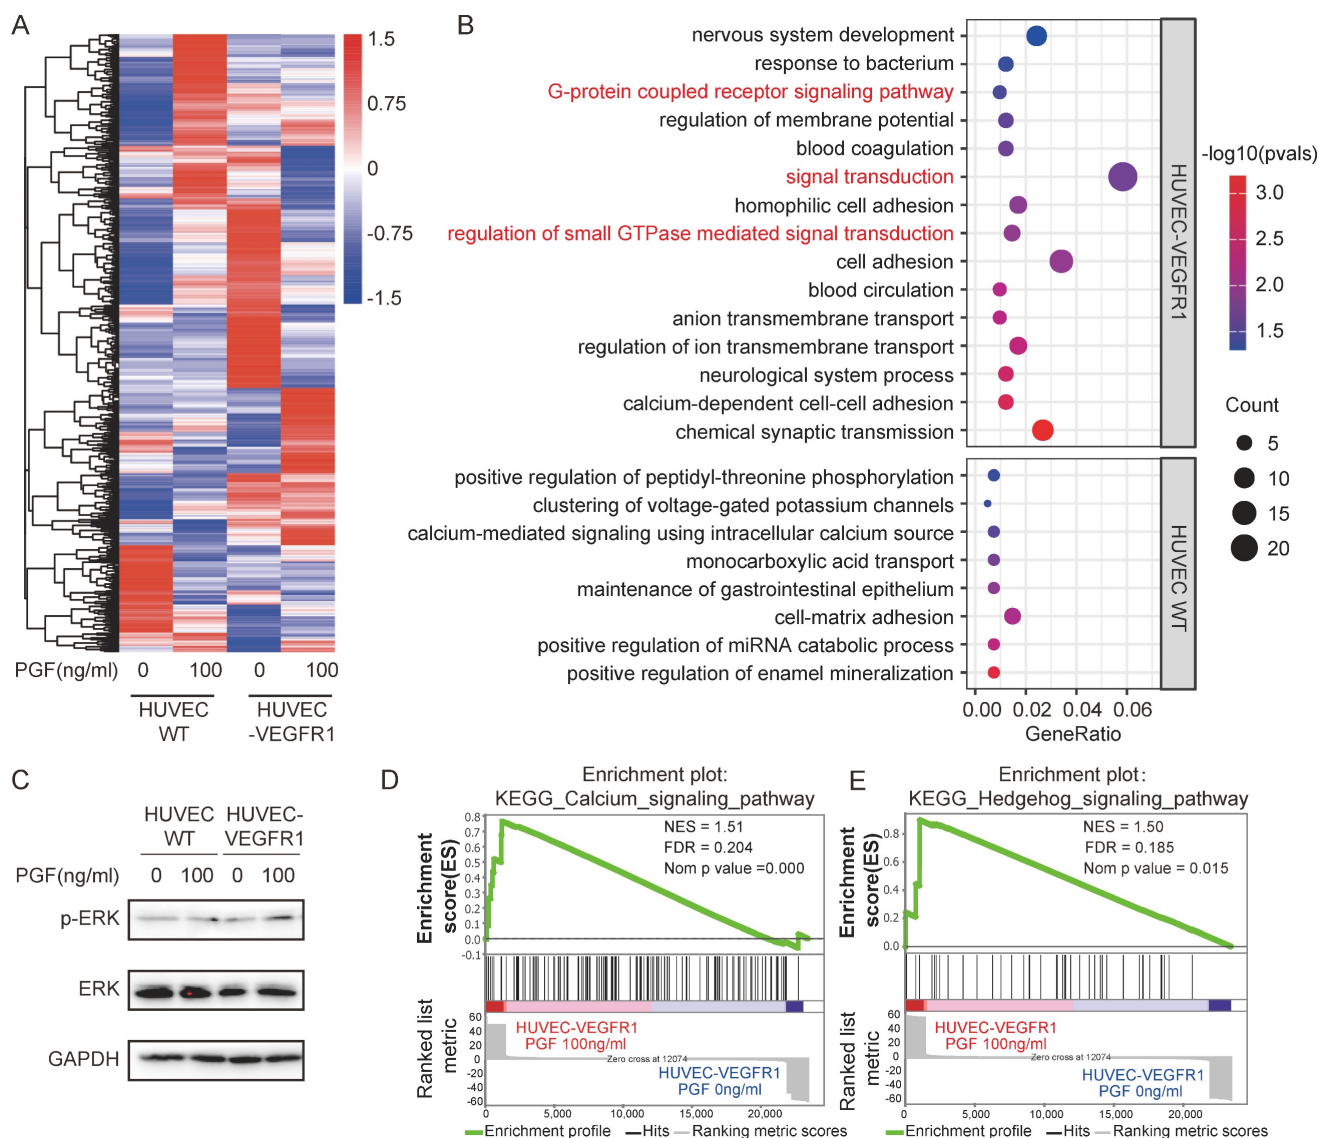 A
1.5
0.75
0
-0.75
-1.5
PGF(ng/ml) 0 100 0 100
HUVEC WT
HUVEC -VEGFR1
B
nervous system development
response to bacterium
G-protein coupled receptor signaling pathway
regulation of membrane potential
blood coagulation
signal transduction
homophilic cell adhesion
regulation of small GTPase mediated signal transduction
cell adhesion
blood circulation
anion transmembrane transport
regulation of ion transmembrane transport
neurological system process
calcium-dependent cell-cell adhesion
chemical synaptic transmission
HUVEC-VEGFR1
positive regulation of peptidyl-threonine phosphorylation
clustering of voltage-gated potassium channels
calcium-mediated signaling using intracellular calcium source
monocarboxylic acid transport
maintenance of gastrointestinal epithelium
cell-matrix adhesion
positive regulation of miRNA catabolic process
positive regulation of enamel mineralization
HUVEC WT
0.00 0.02 0.04 0.06
GeneRatio
-log10(pvals)
3.0
2.5
2.0
1.5
Count
5
10
15
20
C
HUVEC WT
HUVEC-VEGFR1
PGF(ng/ml) 0 100 0 100
p-ERK
ERK
GAPDH
D
Enrichment plot:
KEGG_Calcium_signaling_pathway
NES = 1.51
FDR = 0.204
Nom p value =0.000
Enrichment score(ES)
0.8
0.7
0.6
0.5
0.4
0.3
0.2
0.1
0.0
-0.1
Ranked list metric
60
40
20
0
-20
-40
-60
HUVEC-VEGFR1
PGF 100ng/ml
Zero cross at 12074
HUVEC-VEGFR1
PGF 0ng/ml
0 5,000 10,000 15,000 20,000
Enrichment profile Hits Ranking metric scores
E
Enrichment plot:
KEGG_Hedgehog_signaling_pathway
NES = 1.50
FDR = 0.185
Nom p value = 0.015
Enrichment score(ES)
0.8
0.6
0.4
0.2
0.0
Ranked list metric
60
40
20
0
-20
-40
-60
HUVEC-VEGFR1
PGF 100ng/ml
Zero cross at 12074
HUVEC-VEGFR1
PGF 0ng/ml
0 5,000 10,000 15,000 20,000
Enrichment profile Hits Ranking metric scores